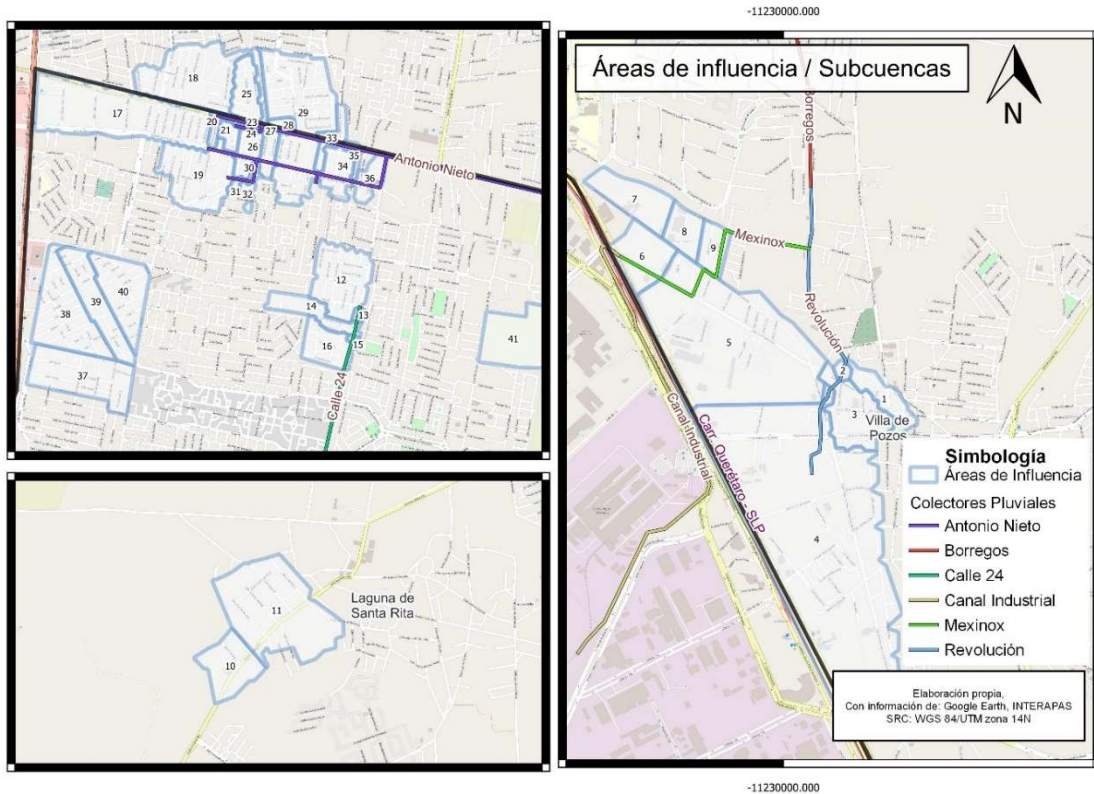 -11230000.000
Áreas de influencia / Subcuencas
N
18
25
29
17
20
23
28
21
24
27
33
26
35
Antonio Nieto
19
30
34
36
31
32
12
40
39
14
13
38
41
16
15
37
Calle 24
11
Laguna de
Santa Rita
10
Borregos
7
8
9
Mexinox
6
Revolución
5
2
1
3
Villa de
Pozos
Canal Industrial
Carr. Querétaro - SLP
4
Simbología
Áreas de Influencia
Colectores Pluviales
Antonio Nieto
Borregos
Calle 24
Canal Industrial
Mexinox
Revolución
Elaboración propia,
Con información de: Google Earth, INTERAPAS
SRC: WGS 84/UTM zona 14N
-11230000.000